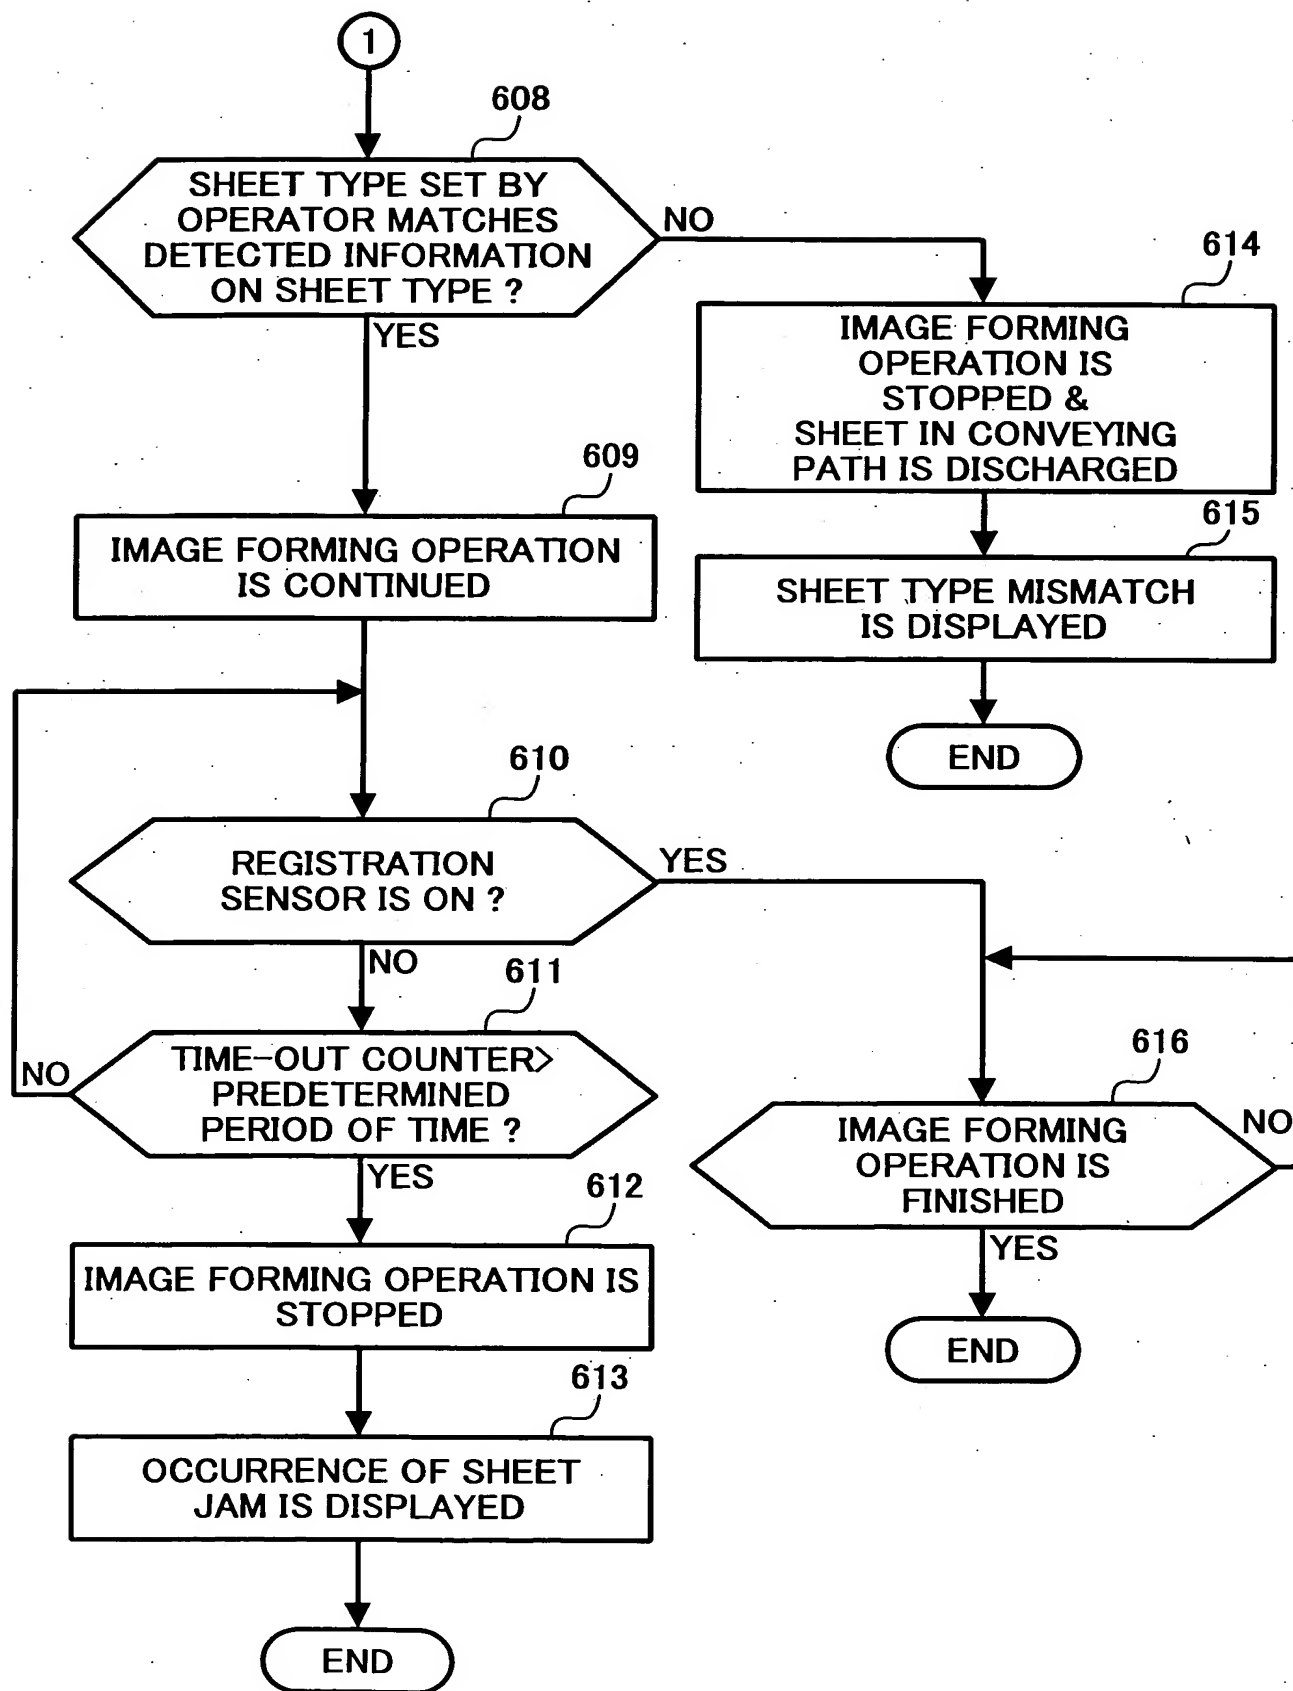 1
608
SHEET TYPE SET BY
OPERATOR MATCHES
DETECTED INFORMATION
ON SHEET TYPE ?
NO
YES
614
IMAGE FORMING
OPERATION IS
STOPPED &
SHEET IN CONVEYING
PATH IS DISCHARGED
609
IMAGE FORMING OPERATION
IS CONTINUED
615
SHEET TYPE MISMATCH
IS DISPLAYED
END
610
REGISTRATION
SENSOR IS ON ?
YES
NO
611
TIME-OUT COUNTER>
PREDETERMINED
PERIOD OF TIME ?
NO
YES
616
IMAGE FORMING
OPERATION IS
FINISHED
NO
YES
END
612
IMAGE FORMING OPERATION IS
STOPPED
613
OCCURRENCE OF SHEET
JAM IS DISPLAYED
END